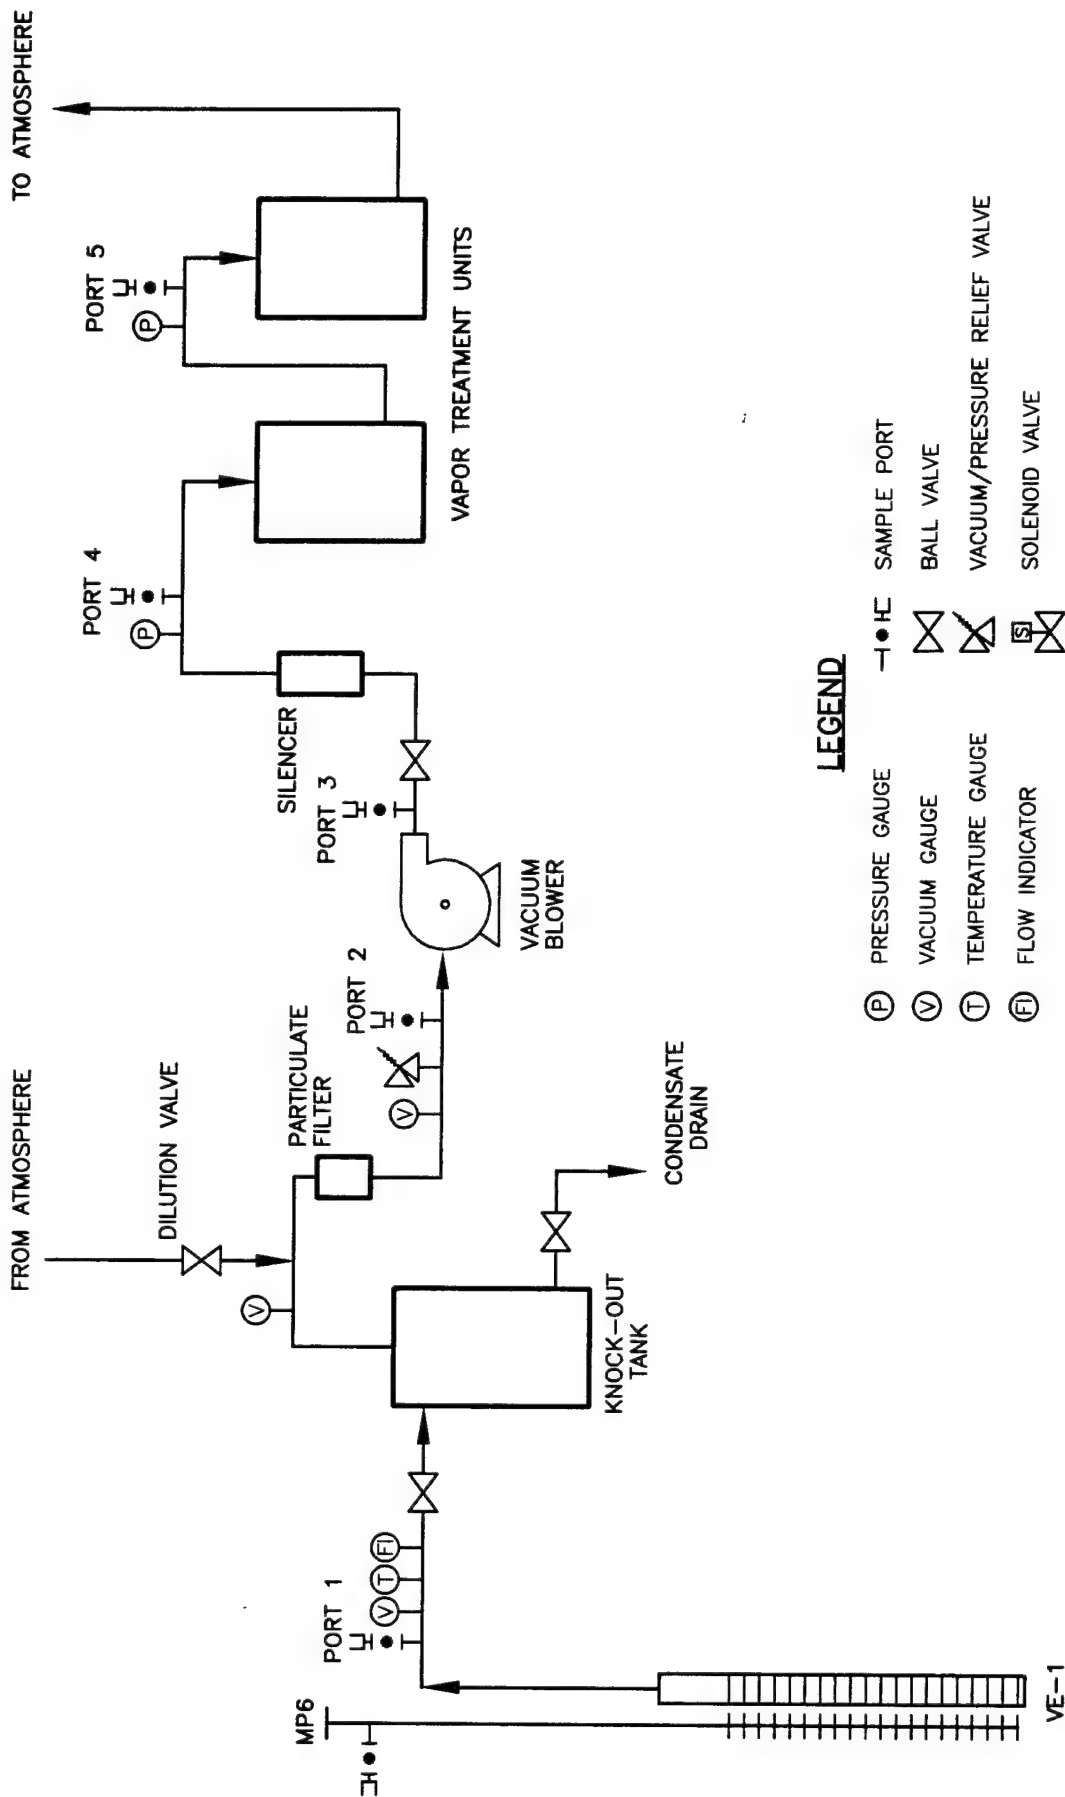 TO ATMOSPHERE
PORT 5
P
VAPOR TREATMENT UNITS
PORT 4
P
SILENCER
PORT 3
VACUUM
BLOWER
PORT 2
V
PARTICULATE
FILTER
FROM ATMOSPHERE
DILUTION VALVE
V
CONDENSATE
DRAIN
KNOCK-OUT
TANK
PORT 1
V
T
FI
MP6
VE-1
LEGEND
P PRESSURE GAUGE
V VACUUM GAUGE
T TEMPERATURE GAUGE
FI FLOW INDICATOR
SAMPLE PORT
BALL VALVE
VACUUM/PRESSURE RELIEF VALVE
S SOLENOID VALVE